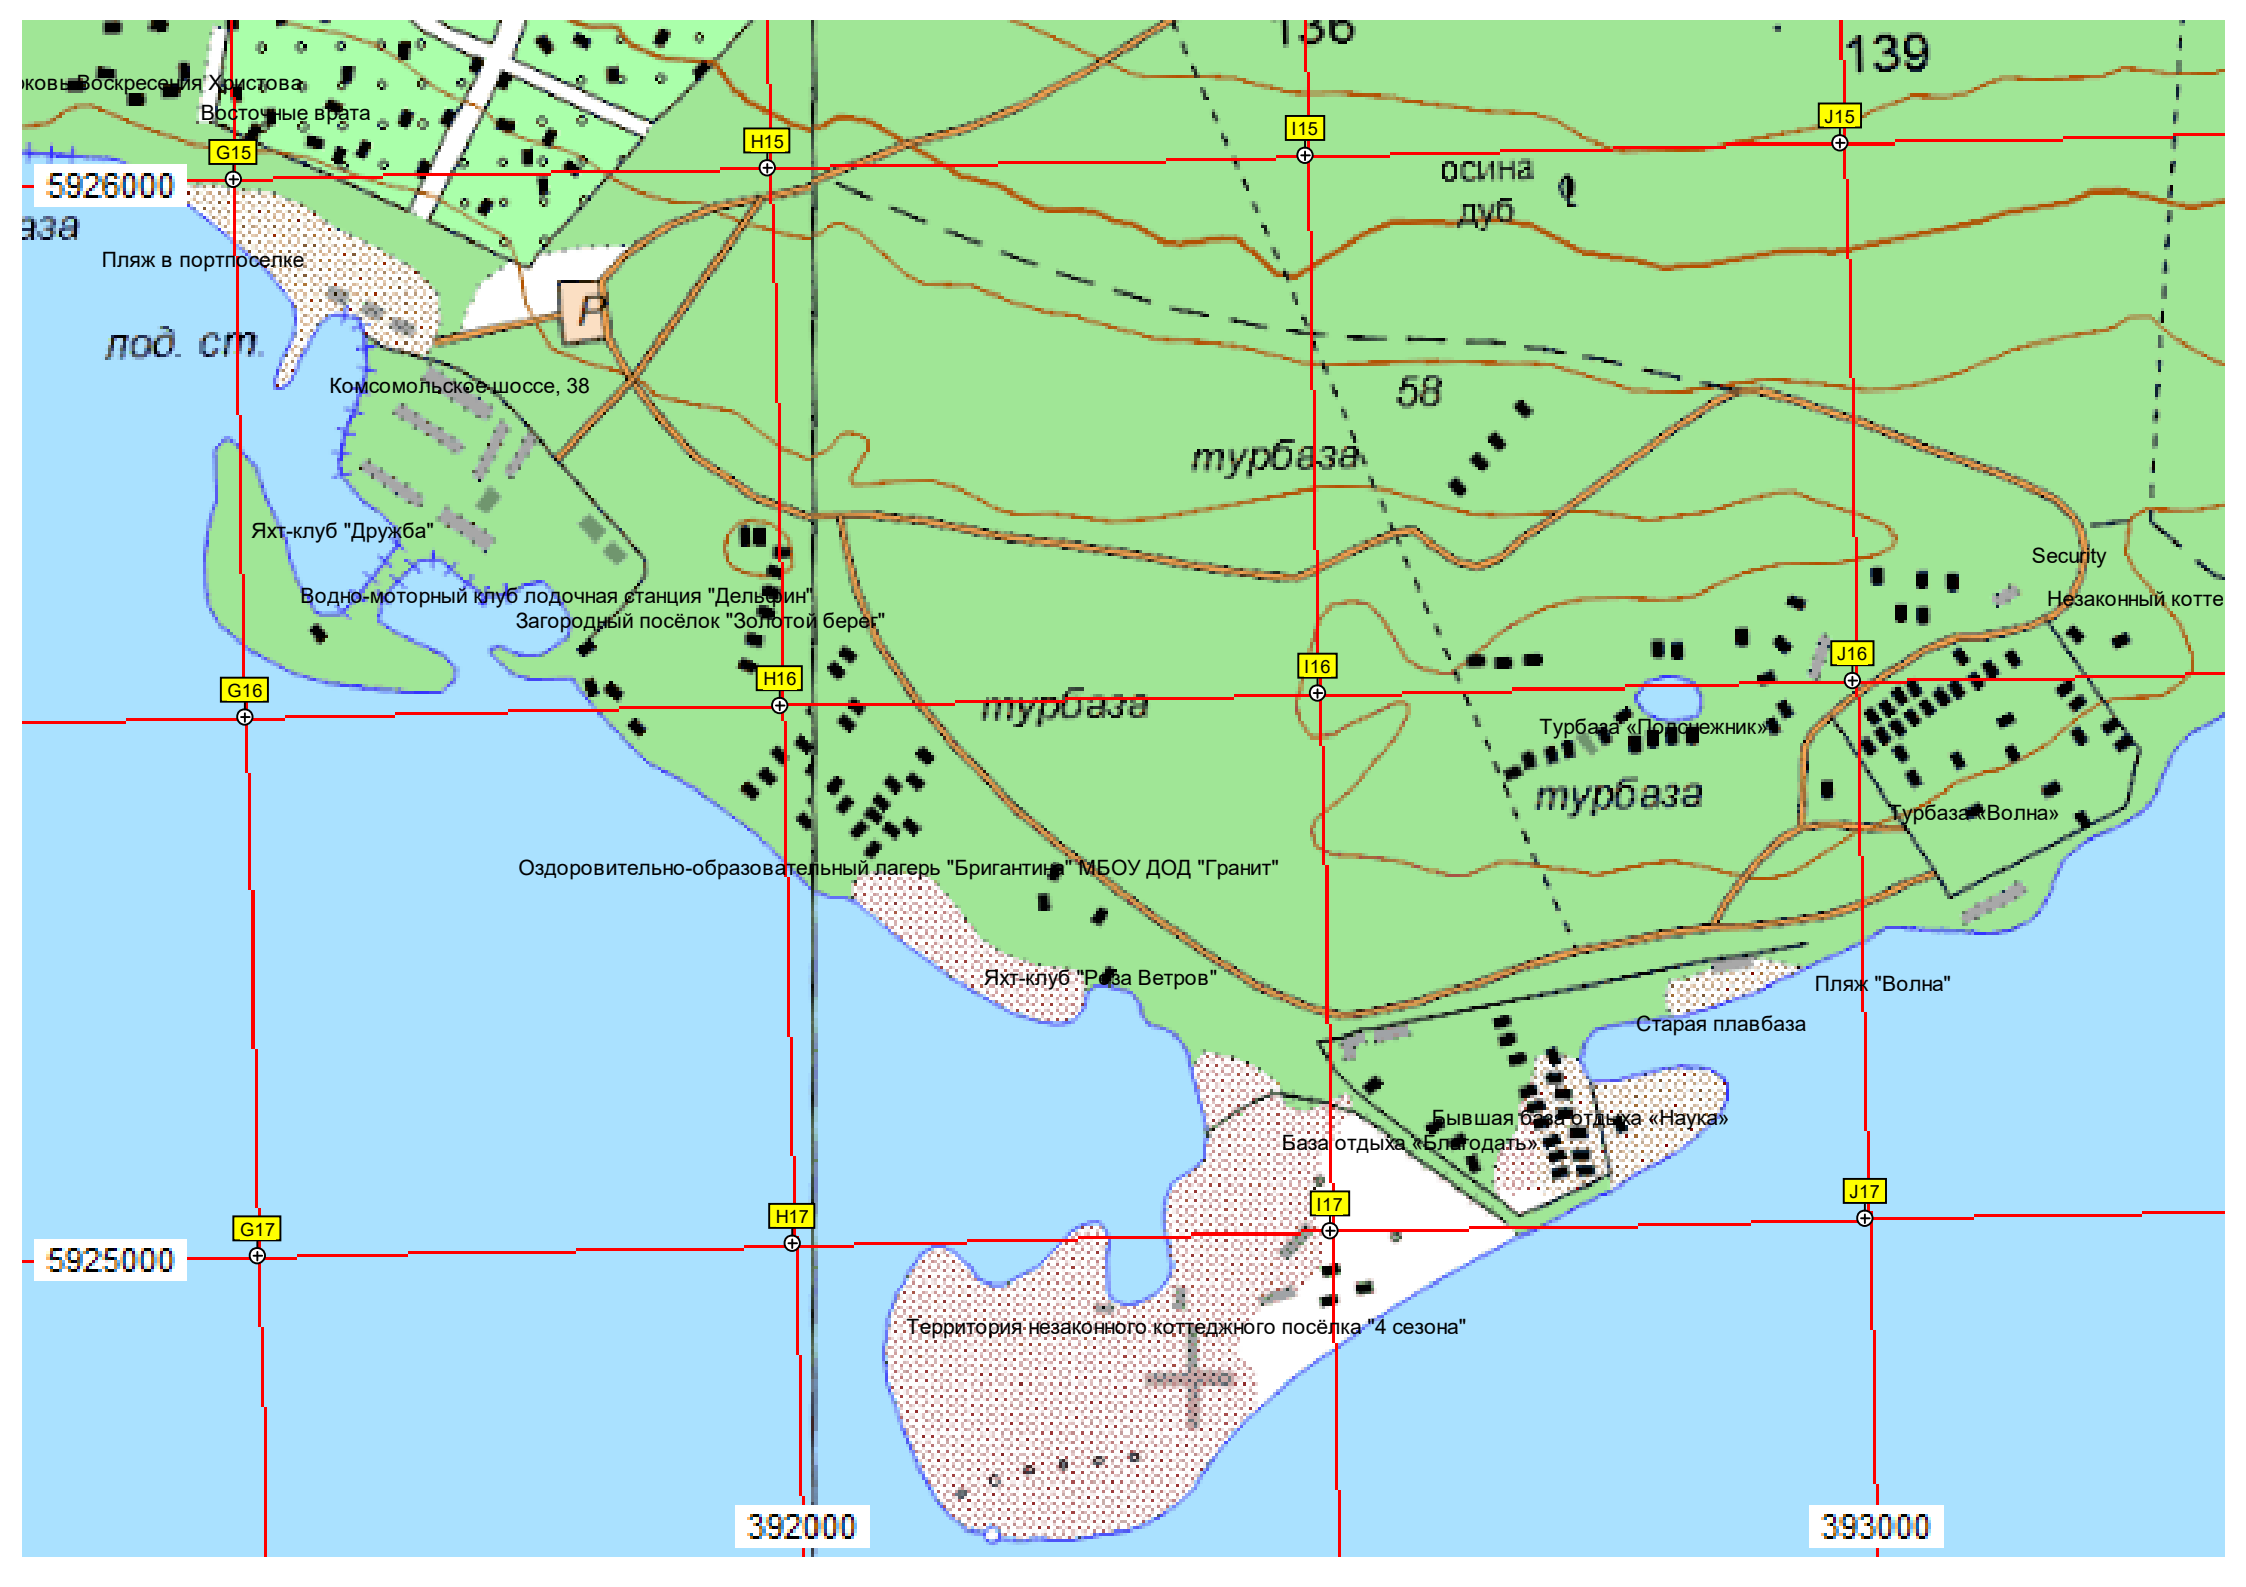 136
139
Восточные врата
Воскресения Христова
G15
H15
I15
J15
осина
дуб
5926000
Пляж в портпоселке
лод. ст.
P
Комсомольское шоссе, 38
58
турбаза
Яхт-клуб "Дружба"
Security
Водно-моторный клуб лодочная станция "Дельфин"
Незаконный котте
Загородный посёлок "Золотой берег"
G16
H16
I16
J16
турбаза
Турбаза «Подснежник»
турбаза
Турбаза «Волна»
Оздоровительно-образовательный лагерь "Бригантина" МБОУ ДОД "Гранит"
Яхт-клуб "Роза Ветров"
Пляж "Волна"
Старая плавбаза
Бывшая база отдыха «Наука»
База отдыха «Благодать»
G17
H17
I17
J17
5925000
Территория незаконного коттеджного посёлка "4 сезона"
392000
393000